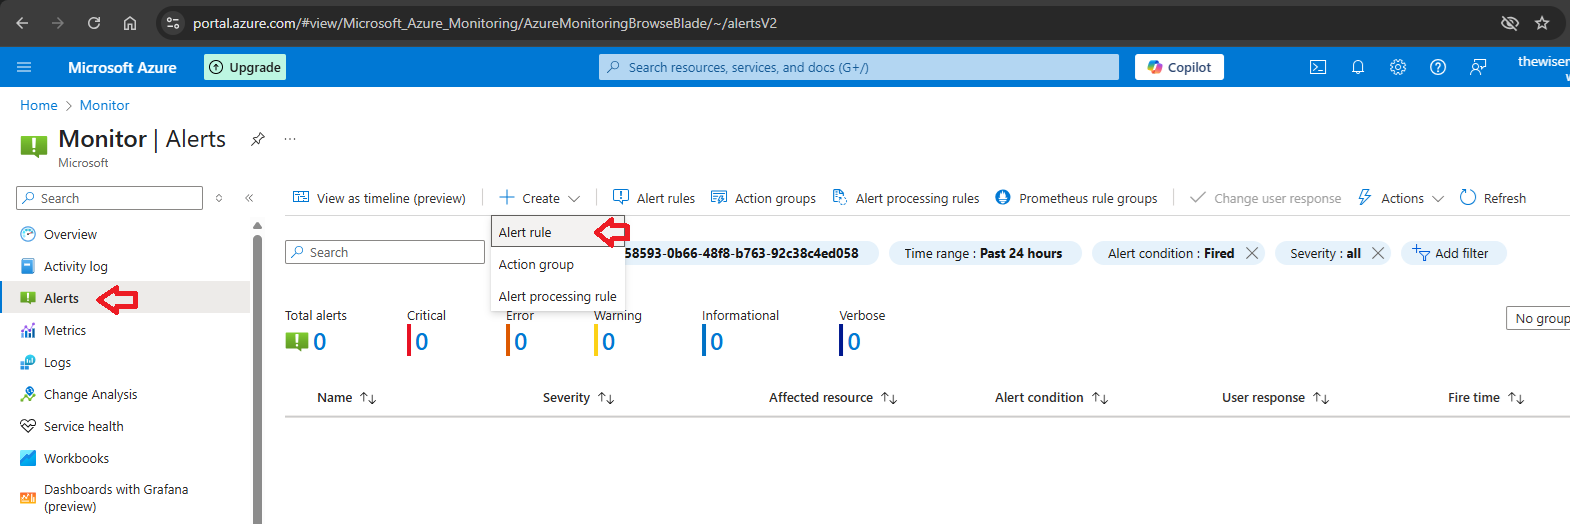 portal.azure.com/#view/Microsoft_Azure_Monitoring/AzureMonitoringBrowseBlade/~/alertsV2
Microsoft Azure
Upgrade
Search resources, services, and docs (G+/)
Copilot
thewiser
Home > Monitor
Monitor | Alerts
Microsoft
Search
View as timeline (preview)
Create
Alert rules
Action groups
Alert processing rules
Prometheus rule groups
Change user response
Actions
Refresh
Overview
Activity log
Alerts
Metrics
Logs
Change Analysis
Service health
Workbooks
Dashboards with Grafana
(preview)
Alert rule
Action group
Alert processing rule
Search
58593-0b66-48f8-b763-92c38c4ed058
Time range : Past 24 hours
Alert condition : Fired
Severity : all
Add filter
Total alerts
0
Critical
0
Error
0
Warning
0
Informational
0
Verbose
0
No group
Name
Severity
Affected resource
Alert condition
User response
Fire time